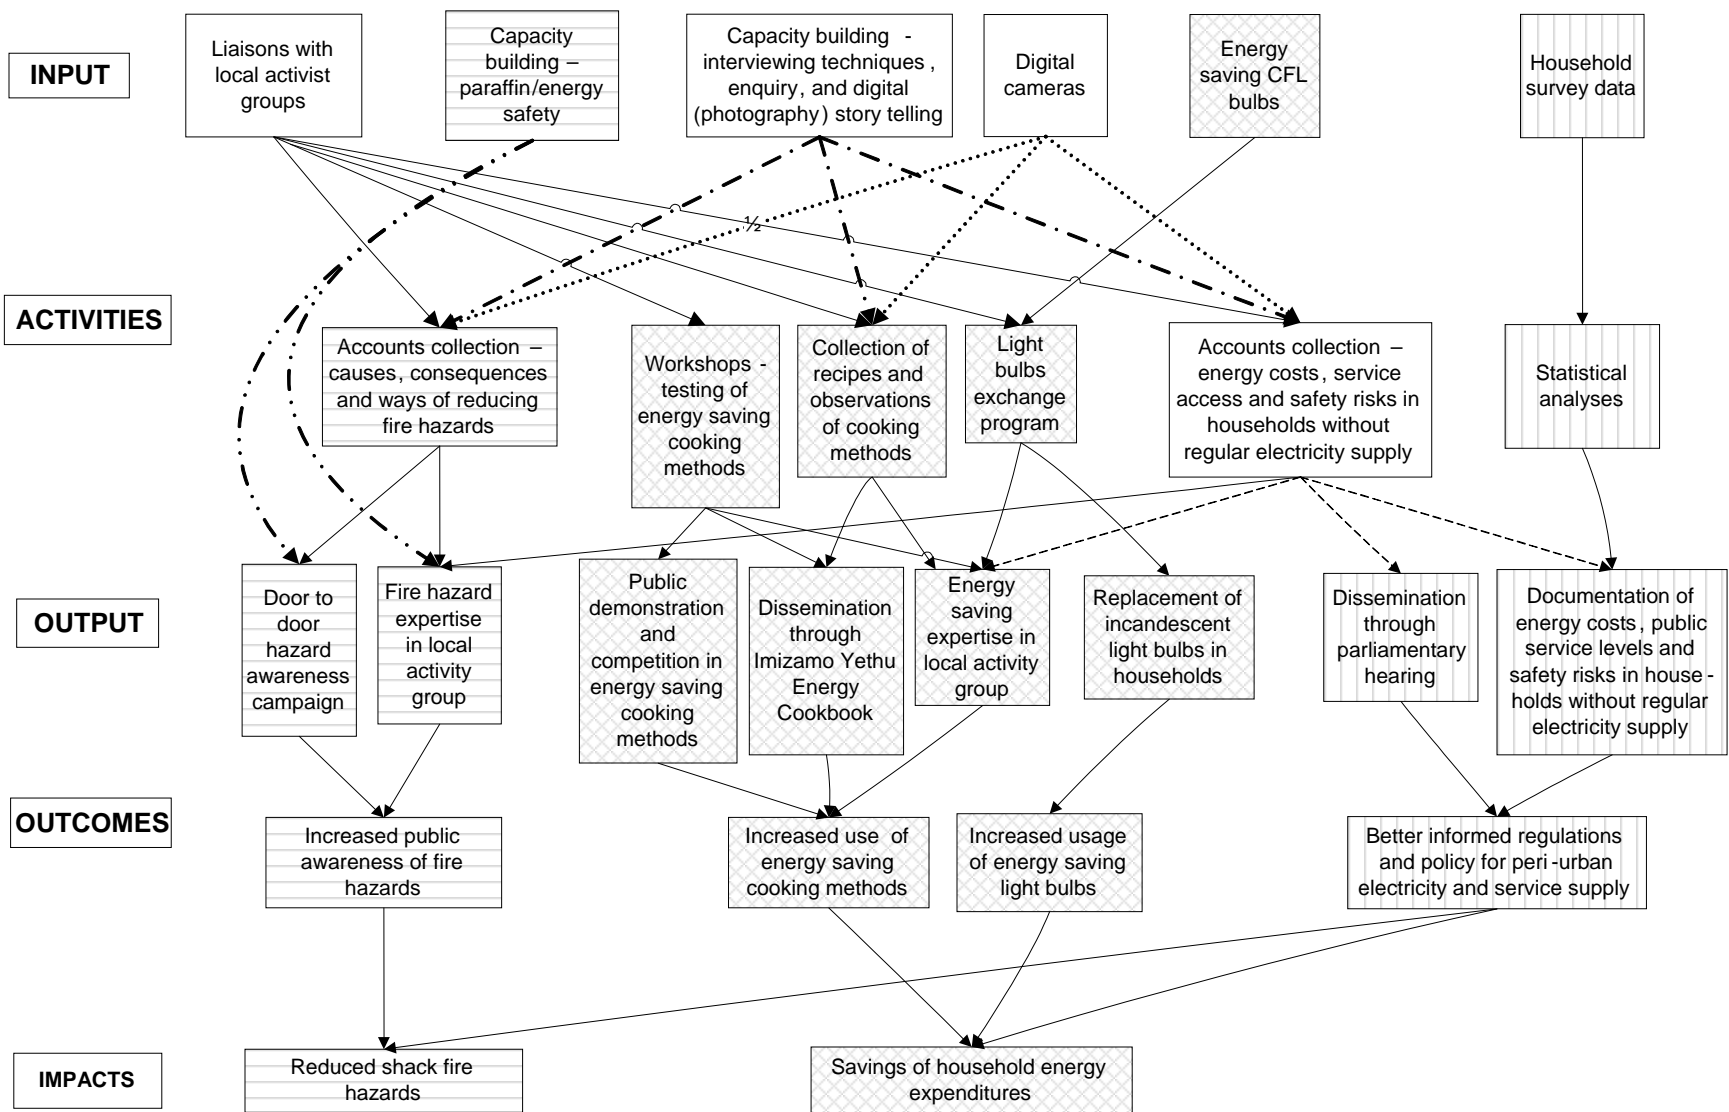 INPUT
Liaisons with
local activist
groups
Capacity
building –
paraffin/energy
safety
Capacity building -
interviewing techniques ,
enquiry, and digital
(photography) story telling
Digital
cameras
Energy
saving CFL
bulbs
Household
survey data
½
ACTIVITIES
Accounts collection –
causes, consequences
and ways of reducing
fire hazards
Workshops -
testing of
energy saving
cooking
methods
Collection of
recipes and
observations
of cooking
methods
Light
bulbs
exchange
program
Accounts collection –
energy costs, service
access and safety risks in
households without
regular electricity supply
Statistical
analyses
OUTPUT
Door to
door
hazard
awareness
campaign
Fire hazard
expertise
in local
activity
group
Public
demonstration
and
competition in
energy saving
cooking
methods
Dissemination
through
Imizamo Yethu
Energy
Cookbook
Energy
saving
expertise in
local activity
group
Replacement of
incandescent
light bulbs in
households
Dissemination
through
parliamentary
hearing
Documentation of
energy costs, public
service levels and
safety risks in house -
holds without regular
electricity supply
OUTCOMES
Increased public
awareness of fire
hazards
Increased use of
energy saving
cooking methods
Increased usage
of energy saving
light bulbs
Better informed regulations
and policy for peri-urban
electricity and service supply
IMPACTS
Reduced shack fire
hazards
Savings of household energy
expenditures